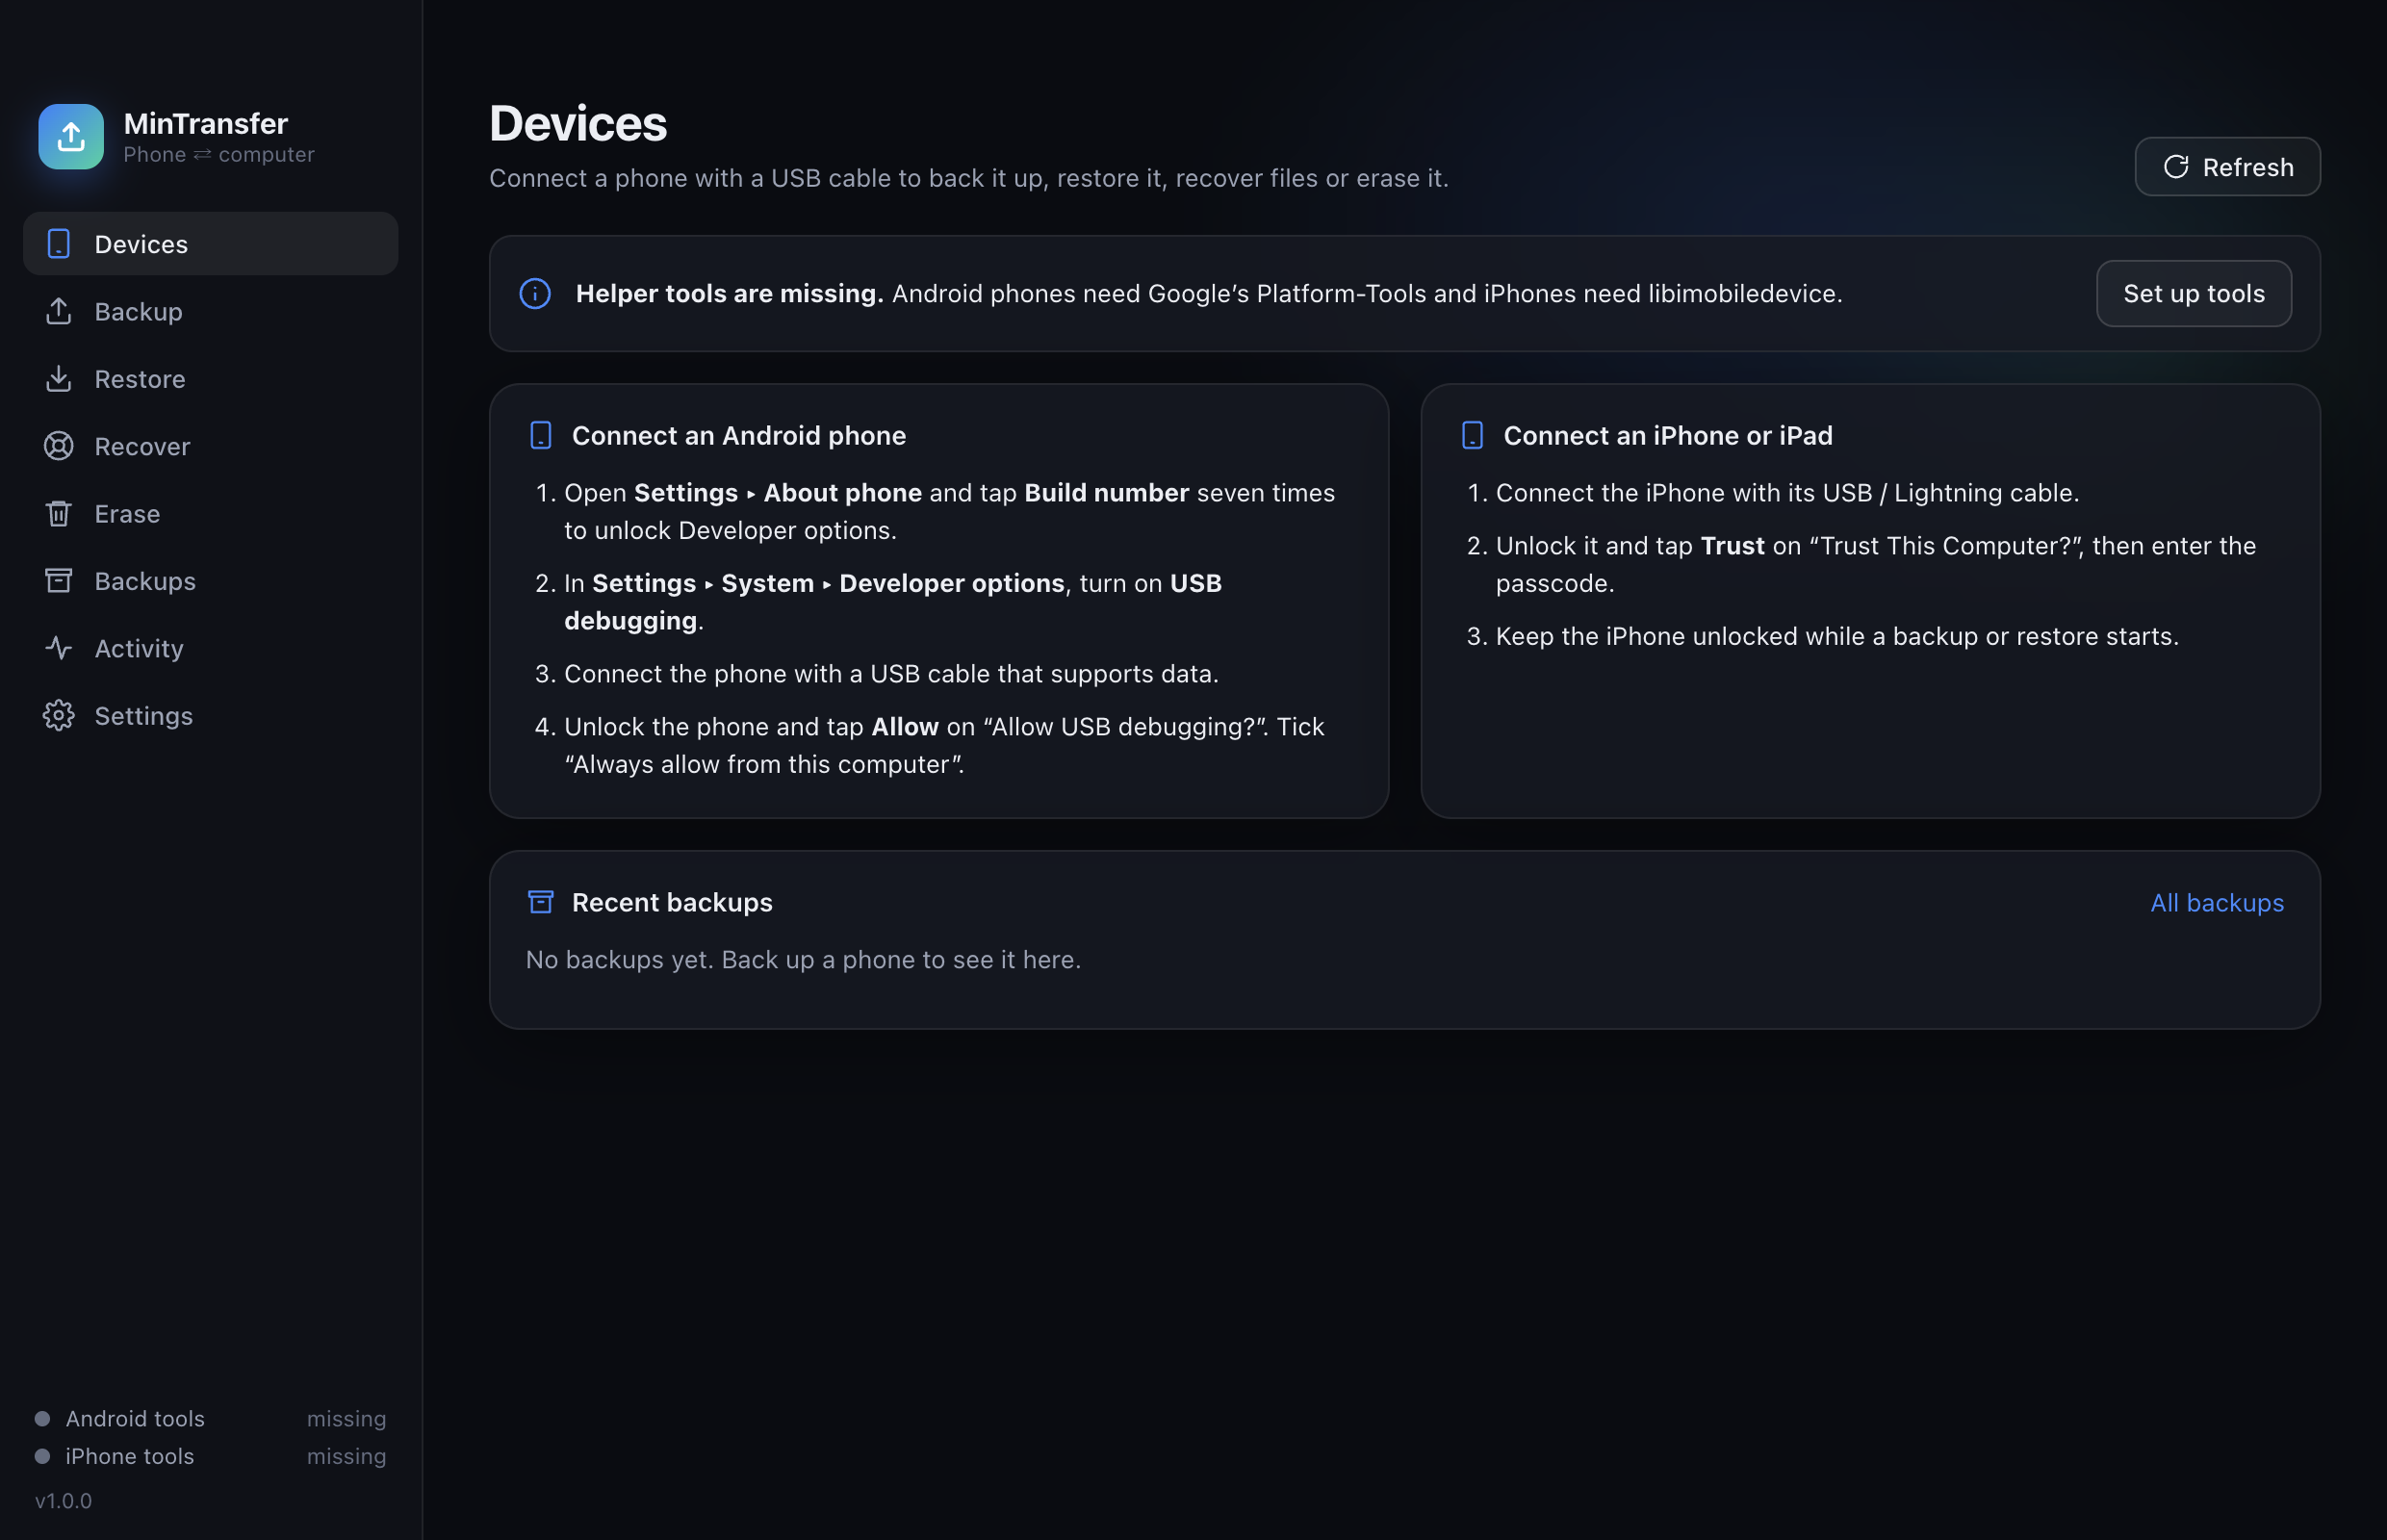 MinTransfer
Phone ⇄ computer
Devices
Backup
Restore
Recover
Erase
Backups
Activity
Settings
Android tools missing
iPhone tools missing
v1.0.0
Devices
Connect a phone with a USB cable to back it up, restore it, recover files or erase it.
Refresh
Helper tools are missing. Android phones need Google’s Platform-Tools and iPhones need libimobiledevice.
Set up tools
Connect an Android phone
1. Open Settings ▸ About phone and tap Build number seven times
to unlock Developer options.
2. In Settings ▸ System ▸ Developer options, turn on USB
debugging.
3. Connect the phone with a USB cable that supports data.
4. Unlock the phone and tap Allow on “Allow USB debugging?”. Tick
“Always allow from this computer”.
Connect an iPhone or iPad
1. Connect the iPhone with its USB / Lightning cable.
2. Unlock it and tap Trust on “Trust This Computer?”, then enter the
passcode.
3. Keep the iPhone unlocked while a backup or restore starts.
Recent backups
All backups
No backups yet. Back up a phone to see it here.